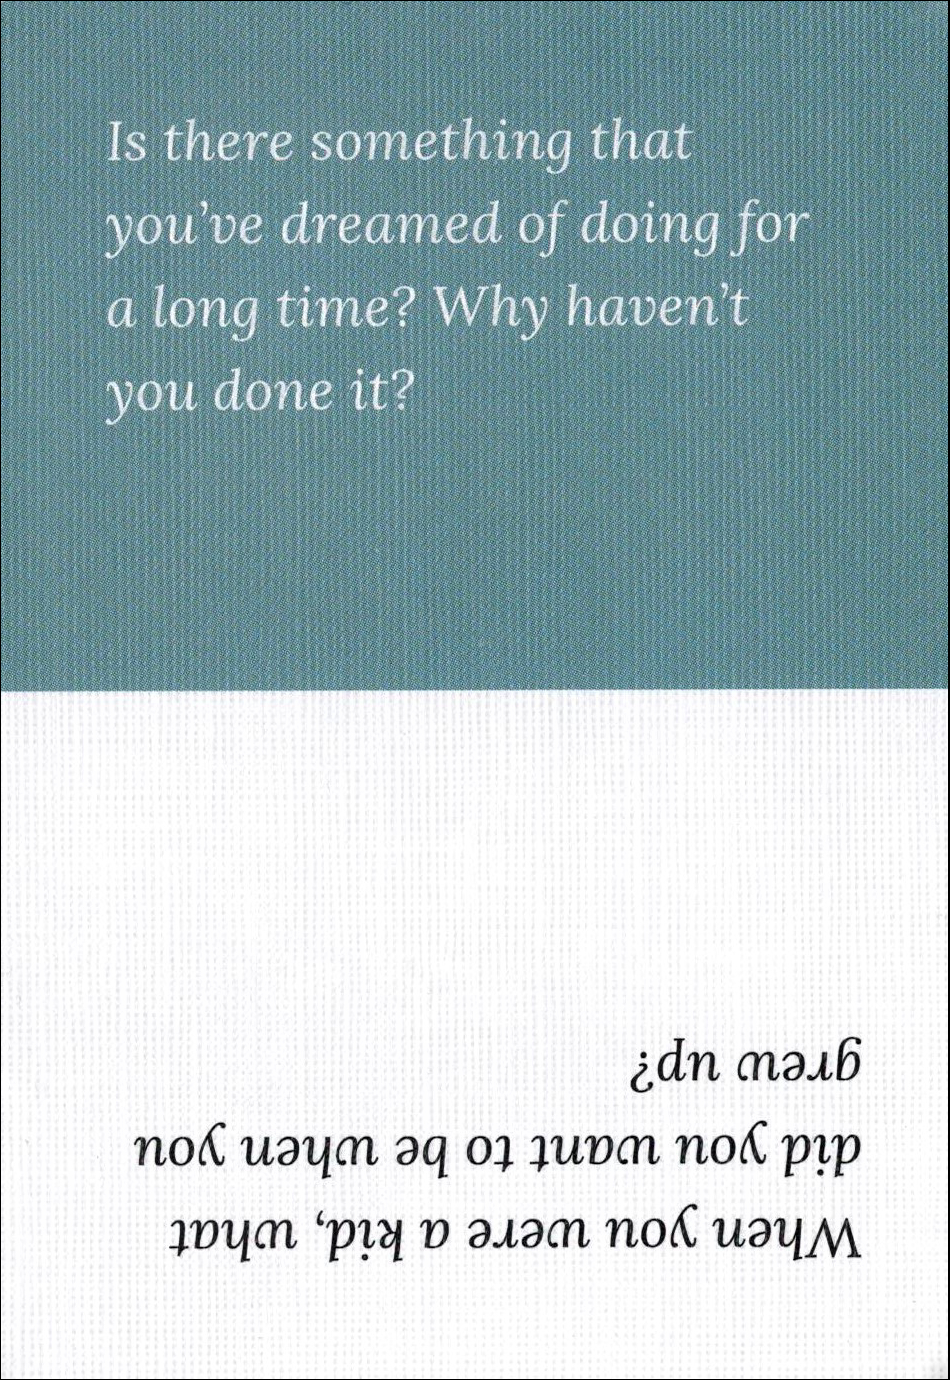 Is there something that
you’ve dreamed of doing for
a long time? Why haven’t
you done it?
When you were a kid, what
did you want to be when you
grew up?